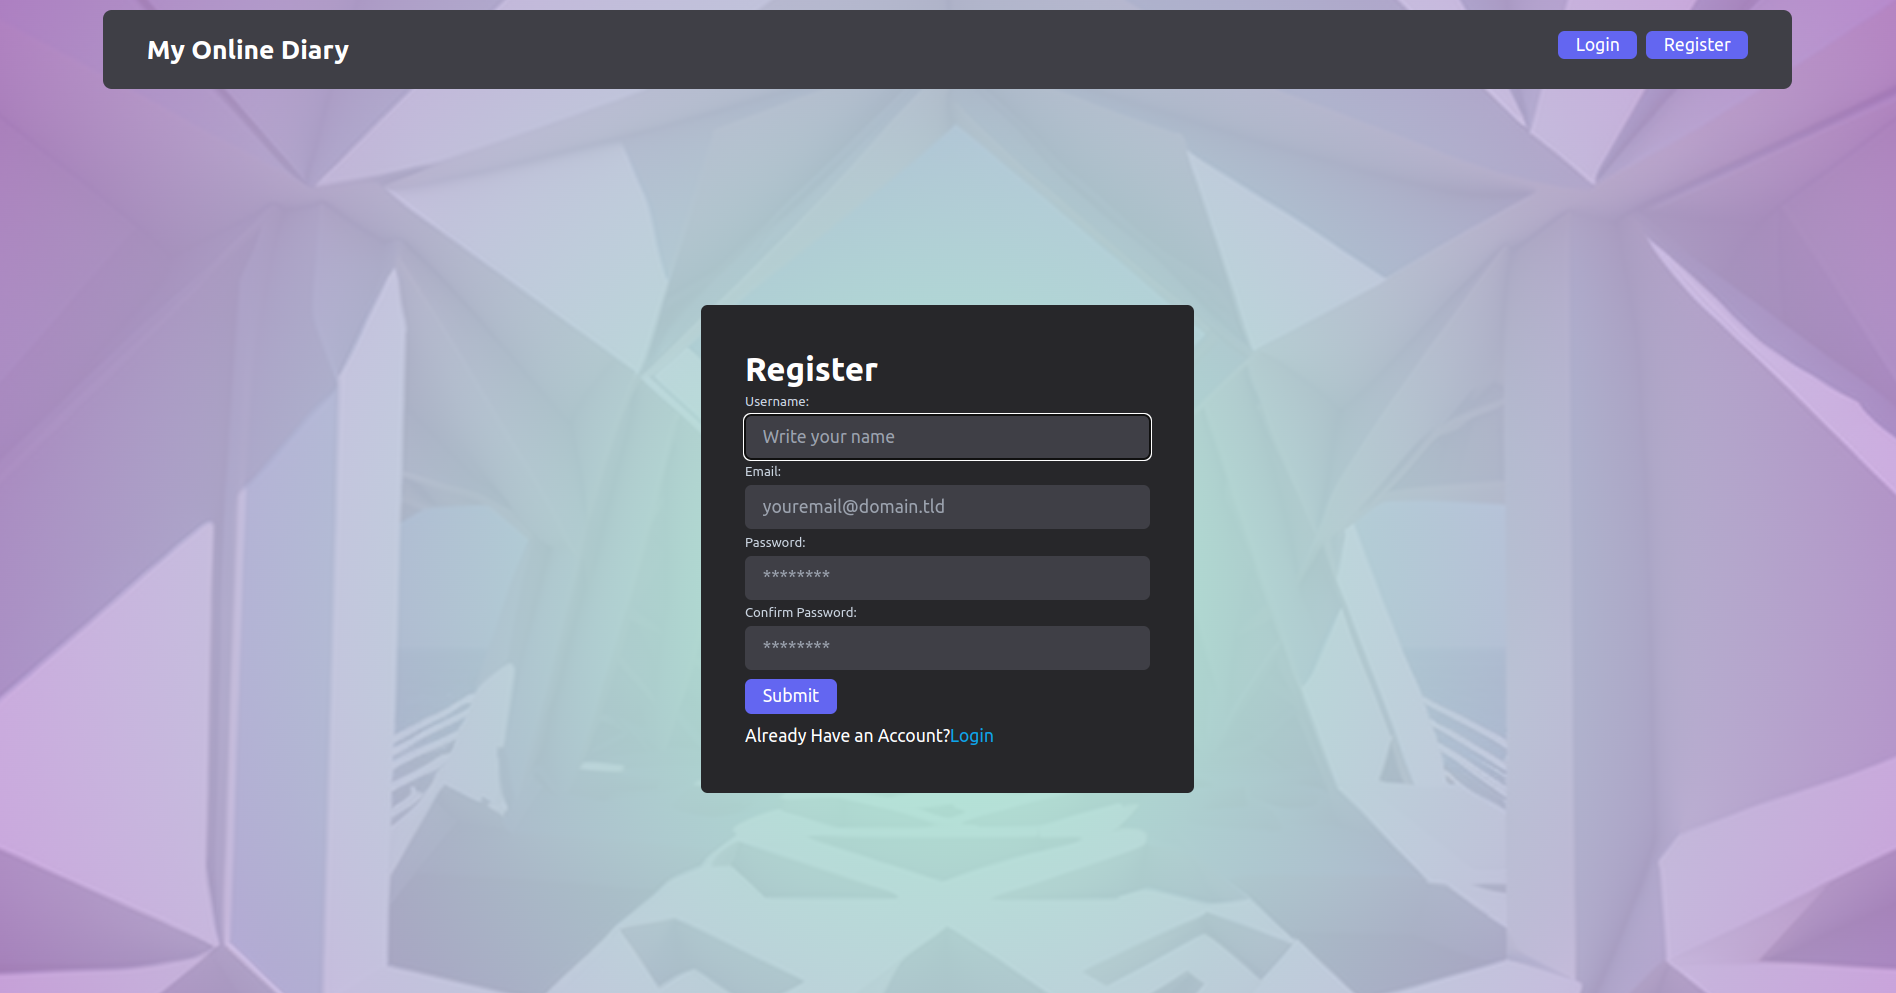 My Online Diary
Login Register
Register
Username:
Write your name
Email:
youremail@domain.tld
Password:
********
Confirm Password:
********
Submit
Already Have an Account?Login